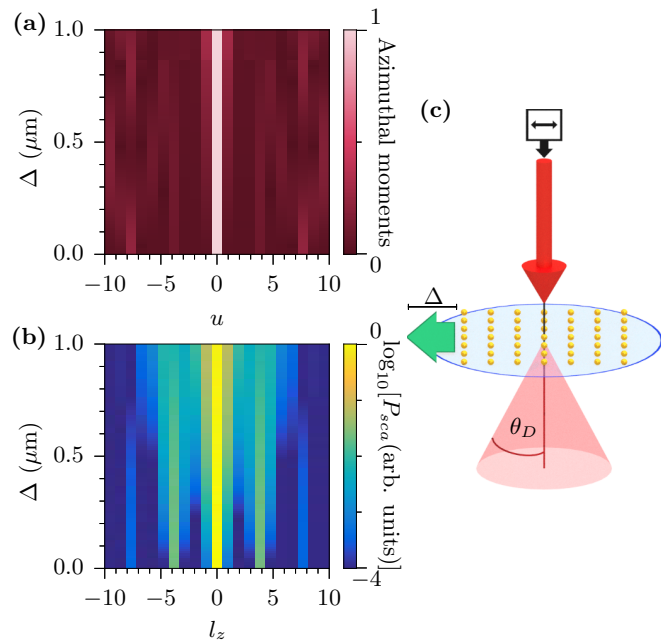 (a)
1.0
0.5
0.0
Δ (μm)
−10
−5
0
5
10
u
1
0
Azimuthal moments
(b)
1.0
0.5
0.0
Δ (μm)
−10
−5
0
5
10
l_z
0
−4
log₁₀[P_sca(arb. units)]
(c)
Δ
θ_D